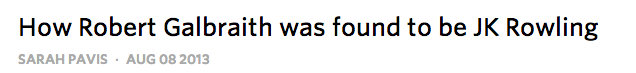 How Robert Galbraith was found to be JK Rowling
SARAH PAVIS · AUG 08 2013